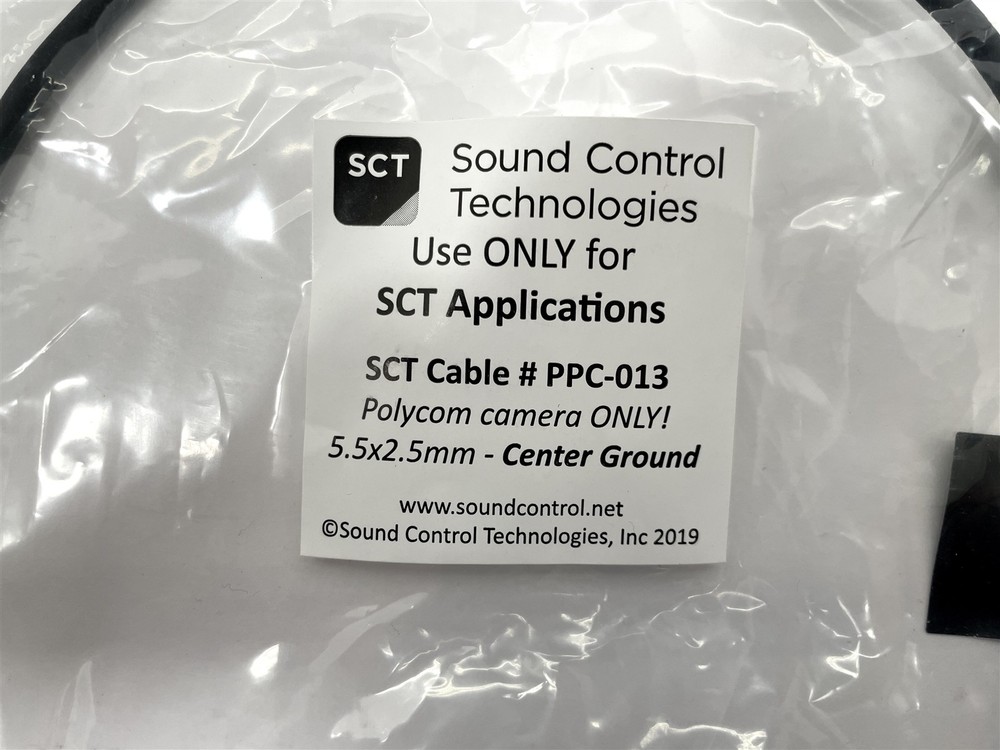 SCT
Sound Control
Technologies
Use ONLY for
SCT Applications
SCT Cable # PPC-013
Polycom camera ONLY!
5.5x2.5mm - Center Ground
www.soundcontrol.net
©Sound Control Technologies, Inc 2019